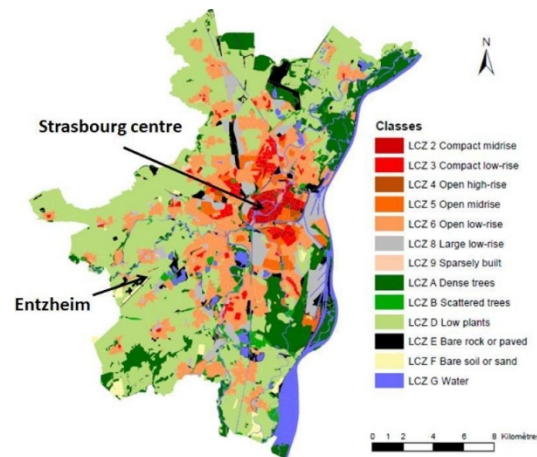 N
Strasbourg centre
Entzheim
Classes
LCZ 2 Compact midrise
LCZ 3 Compact low-rise
LCZ 4 Open high-rise
LCZ 5 Open midrise
LCZ 6 Open low-rise
LCZ 8 Large low-rise
LCZ 9 Sparsely built
LCZ A Dense trees
LCZ B Scattered trees
LCZ D Low plants
LCZ E Bare rock or paved
LCZ F Bare soil or sand
LCZ G Water
0 1 2 4 6 8 Kilomètres